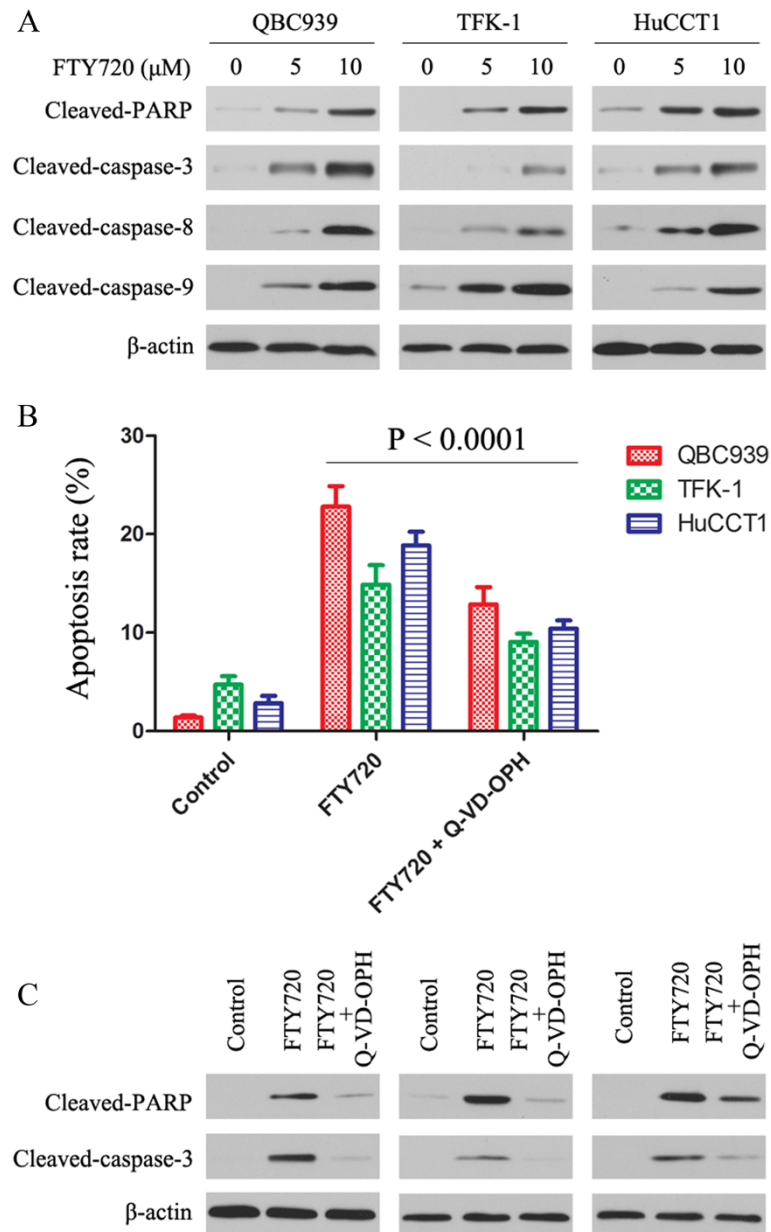 A
QBC939 TFK-1 HuCCT1
FTY720 (μM) 0 5 10 0 5 10 0 5 10
Cleaved-PARP
Cleaved-caspase-3
Cleaved-caspase-8
Cleaved-caspase-9
β-actin
B
P < 0.0001
Apoptosis rate (%)
30
20
10
0
QBC939
TFK-1
HuCCT1
Control
FTY720
FTY720 + Q-VD-OPH
C
Control
FTY720
FTY720
+
Q-VD-OPH
Control
FTY720
FTY720
+
Q-VD-OPH
Control
FTY720
FTY720
+
Q-VD-OPH
Cleaved-PARP
Cleaved-caspase-3
β-actin